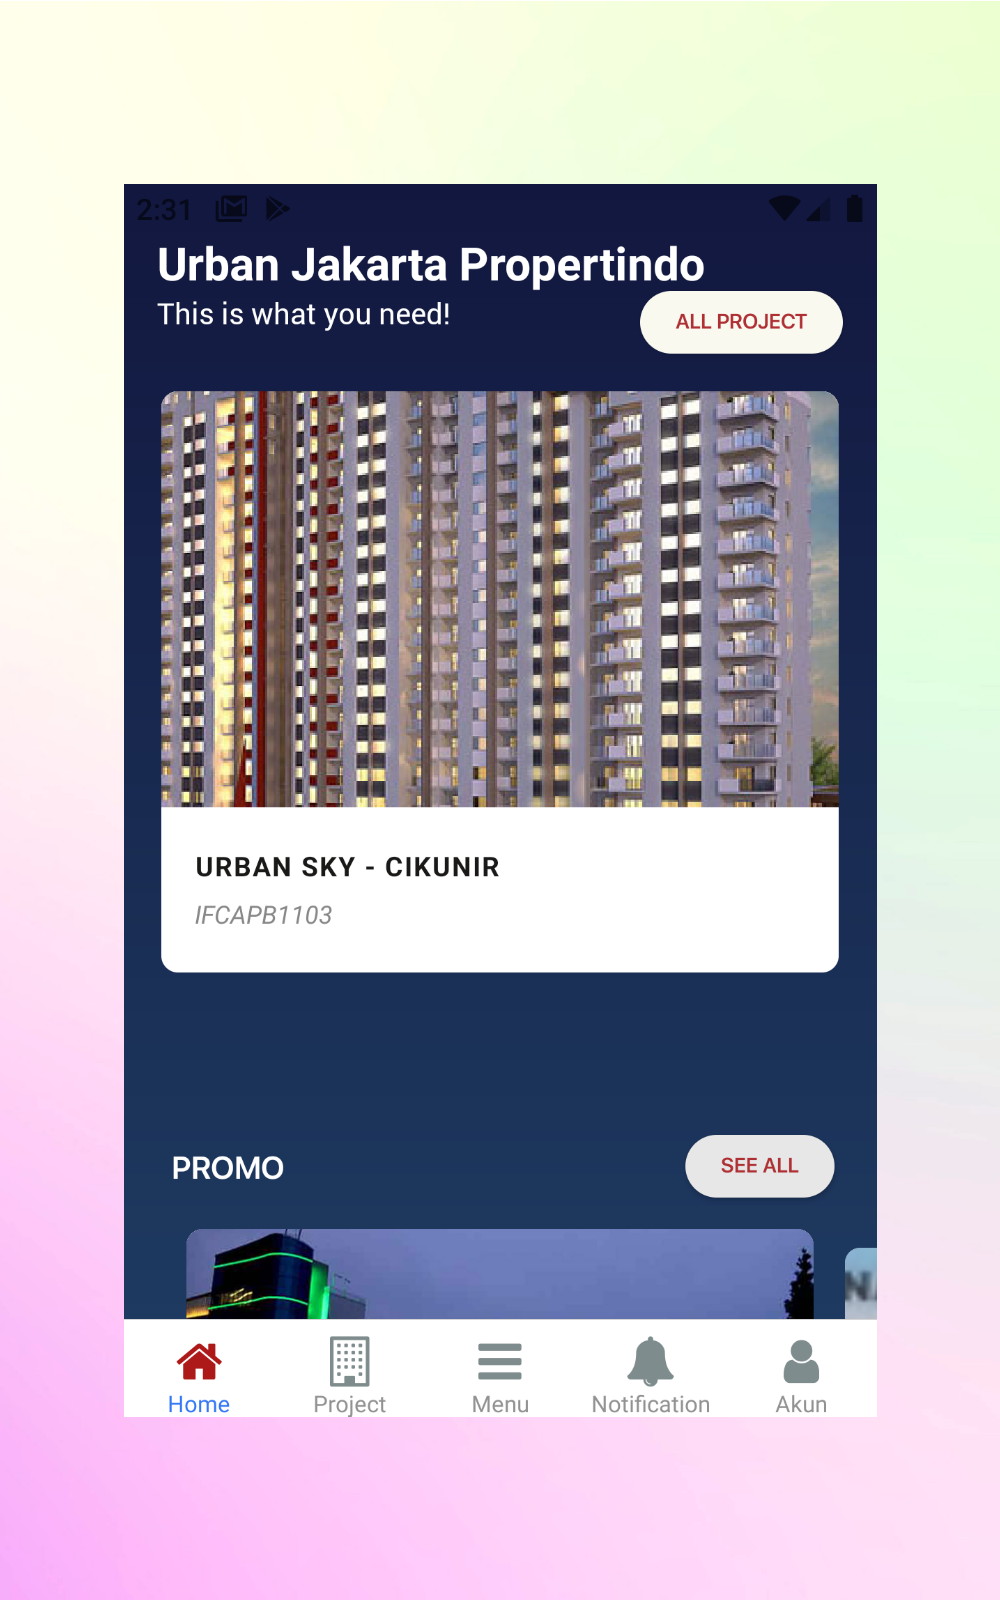 2:31
Urban Jakarta Propertindo
This is what you need!
ALL PROJECT
URBAN SKY - CIKUNIR
IFCAPB1103
PROMO
SEE ALL
Home
Project
Menu
Notification
Akun